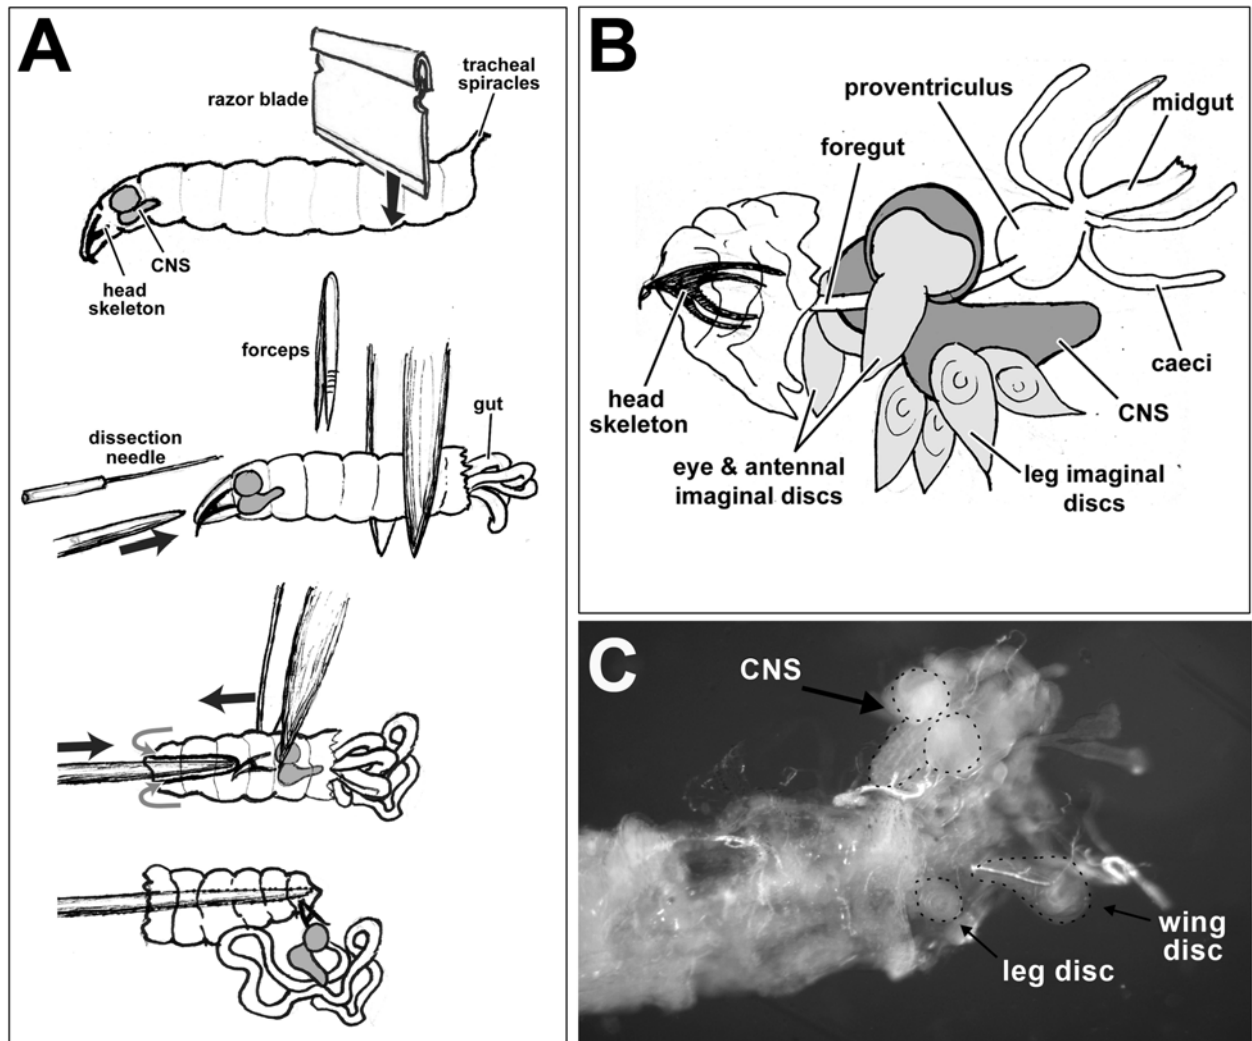 A
tracheal
spiracles
razor blade
CNS
head
skeleton
forceps
gut
dissection
needle
B
proventriculus
midgut
foregut
caeci
head
skeleton
CNS
eye & antennal
imaginal discs
leg imaginal
discs
C
CNS
wing
disc
leg disc